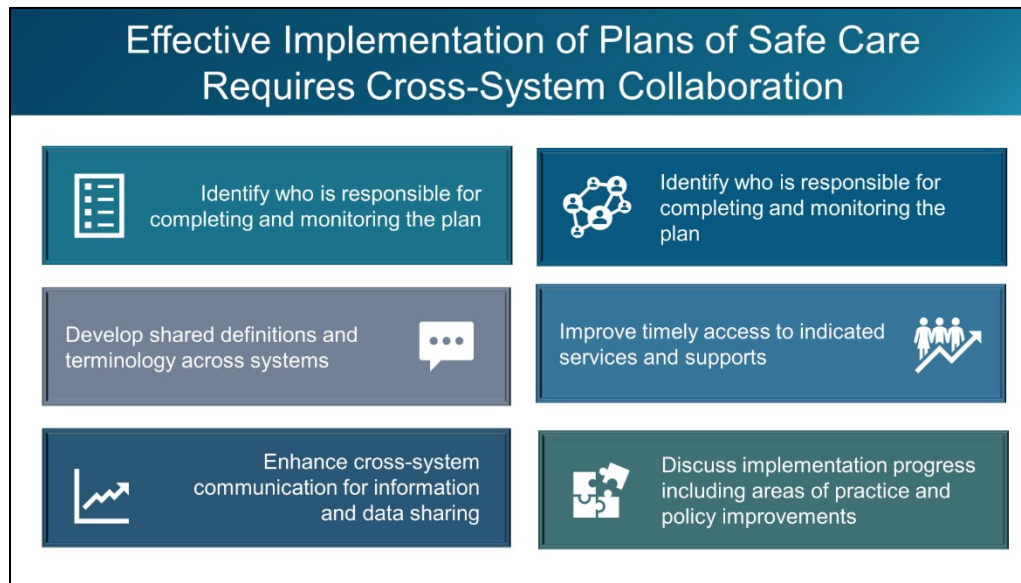 Effective Implementation of Plans of Safe Care
Requires Cross-System Collaboration
Identify who is responsible for
completing and monitoring the plan
Identify who is responsible for
completing and monitoring the
plan
Develop shared definitions and
terminology across systems
Improve timely access to indicated
services and supports
Enhance cross-system
communication for information
and data sharing
Discuss implementation progress
including areas of practice and
policy improvements